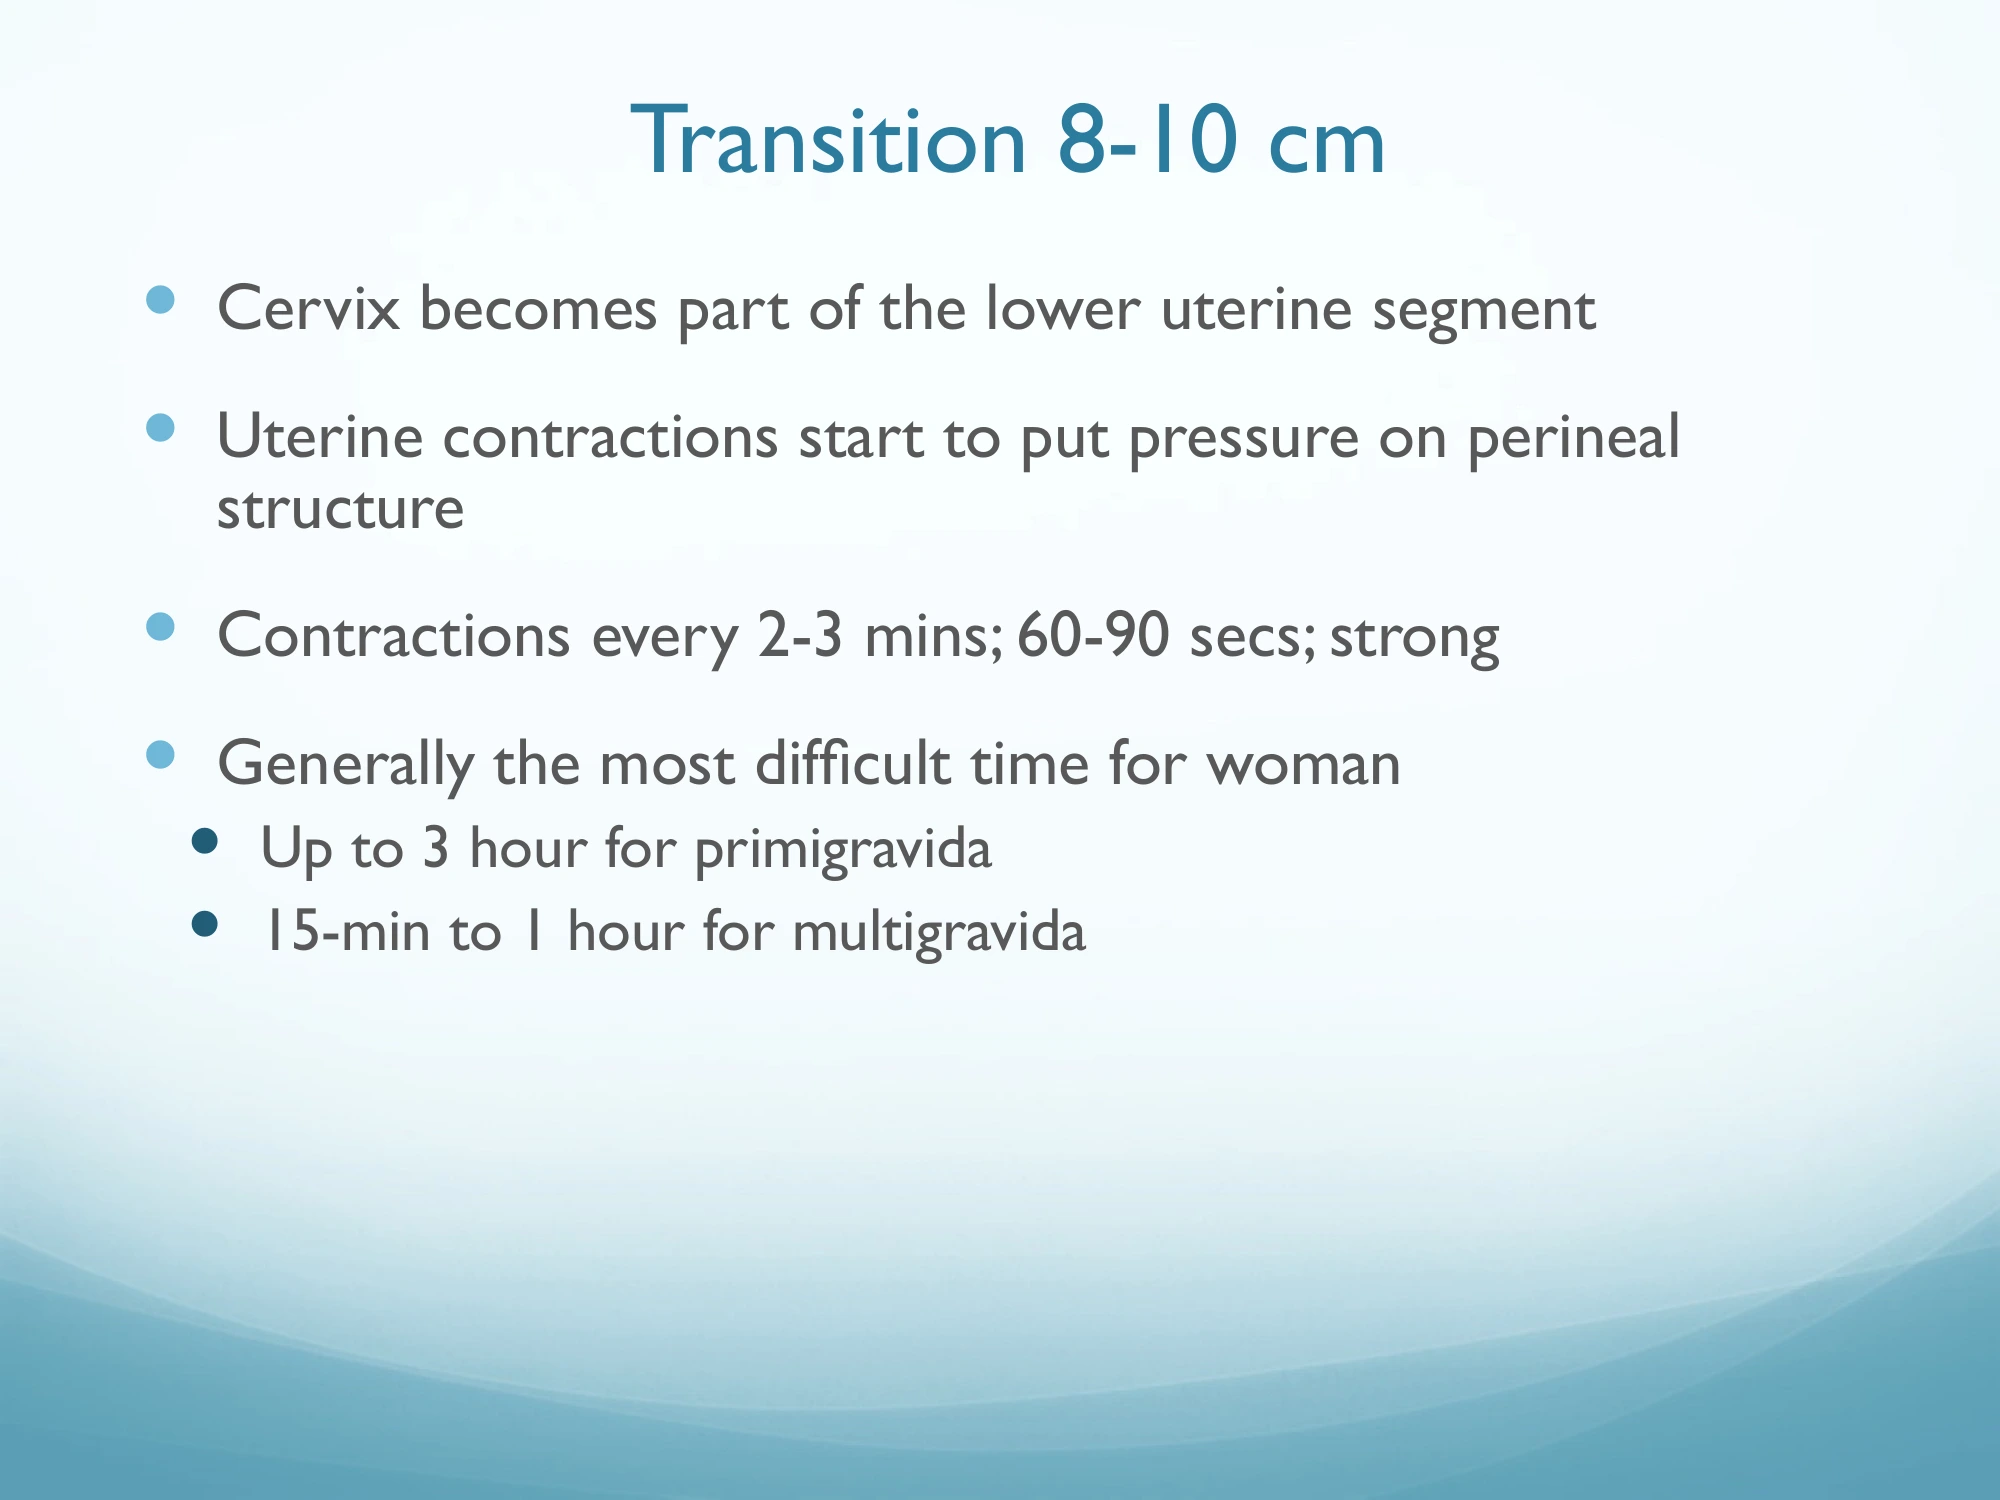 Transition 8-10 cm
Cervix becomes part of the lower uterine segment
Uterine contractions start to put pressure on perineal
structure
Contractions every 2-3 mins; 60-90 secs; strong
Generally the most difficult time for woman
Up to 3 hour for primigravida
15-min to 1 hour for multigravida